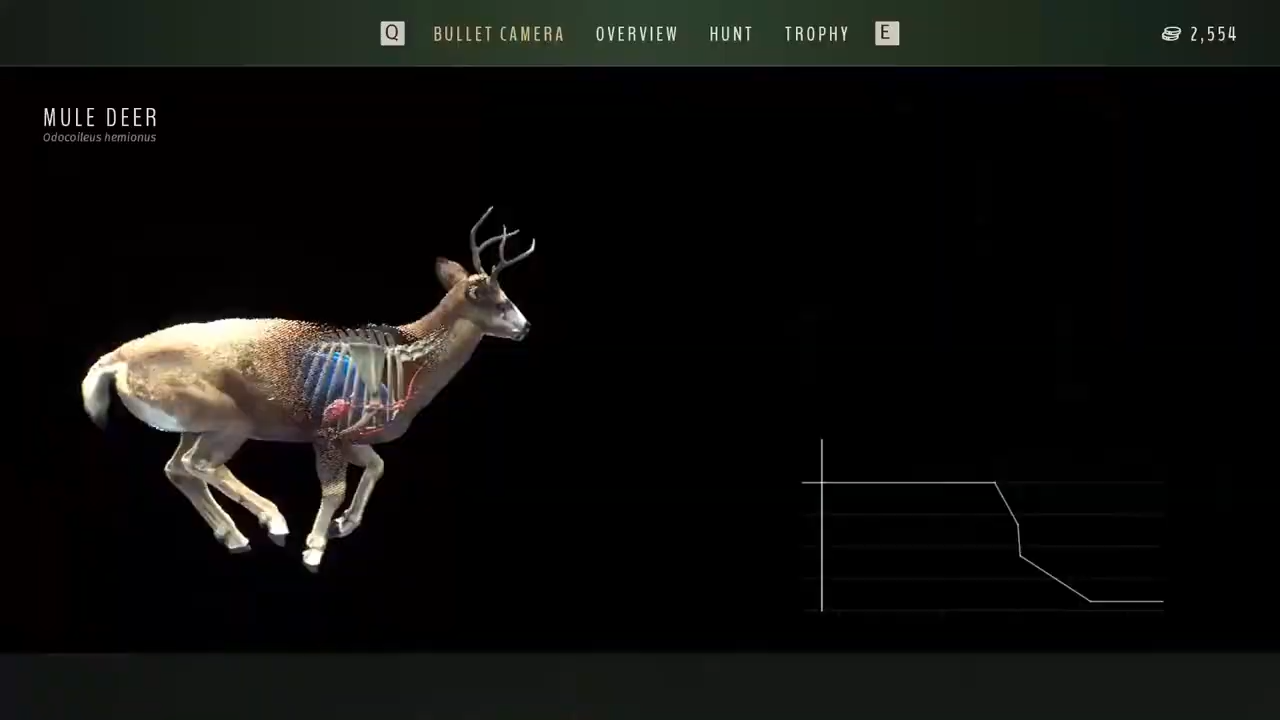 Q BULLET CAMERA OVERVIEW HUNT TROPHY E 2,554
MULE DEER
Odocoileus hemionus